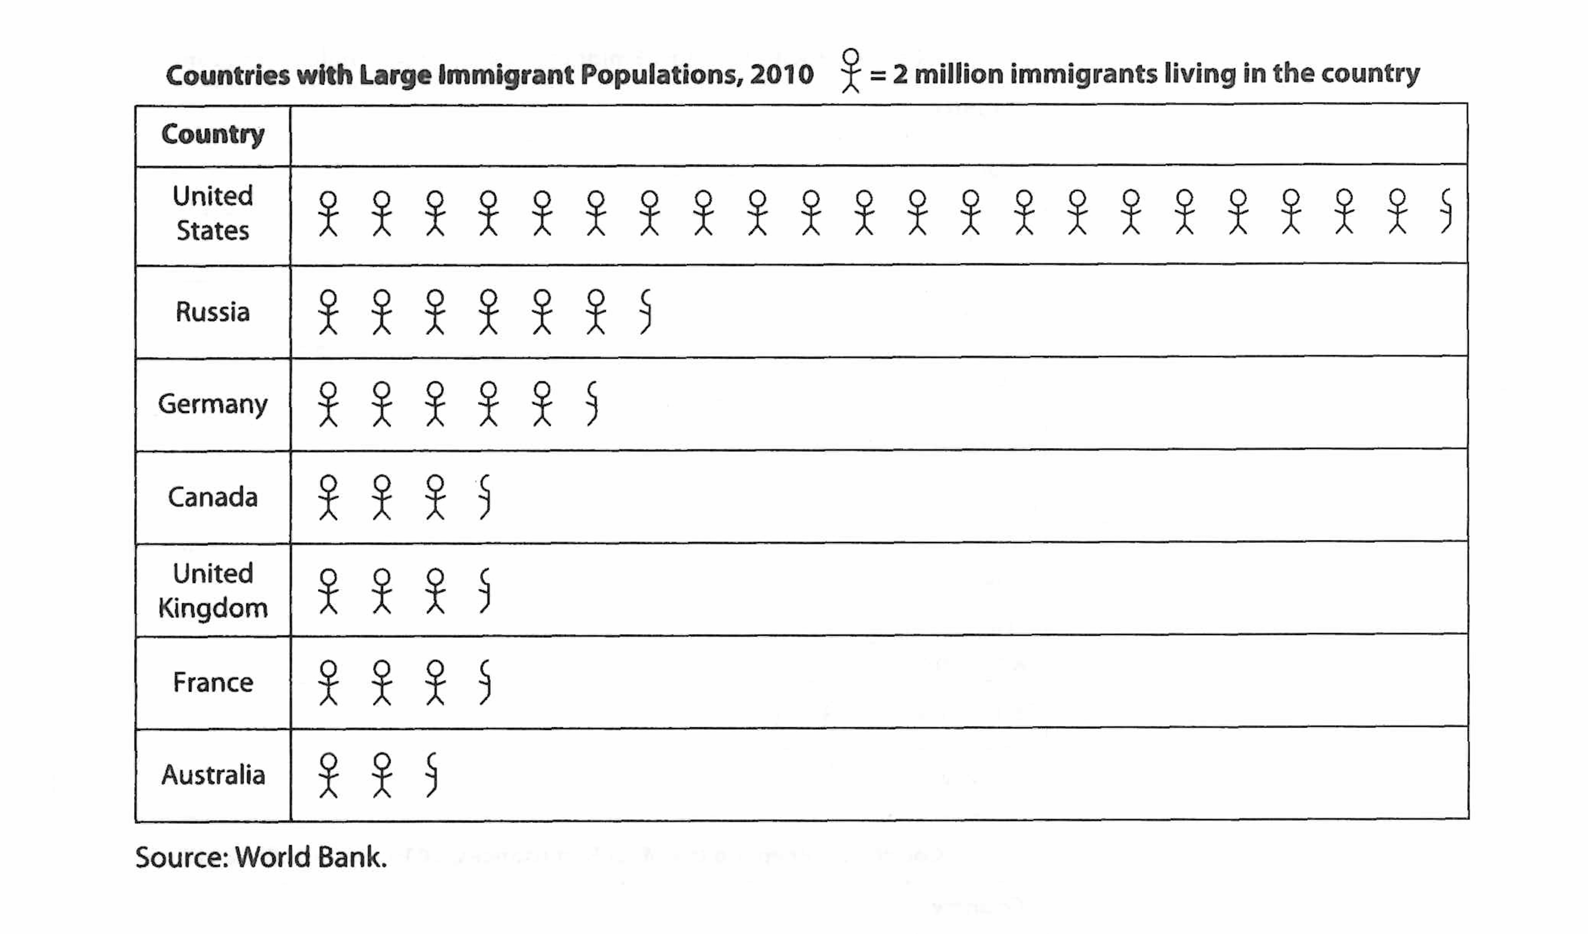 Countries with Large Immigrant Populations, 2010 = 2 million immigrants living in the country
Country
United
States
Russia
Germany
Canada
United
Kingdom
France
Australia
Source: World Bank.